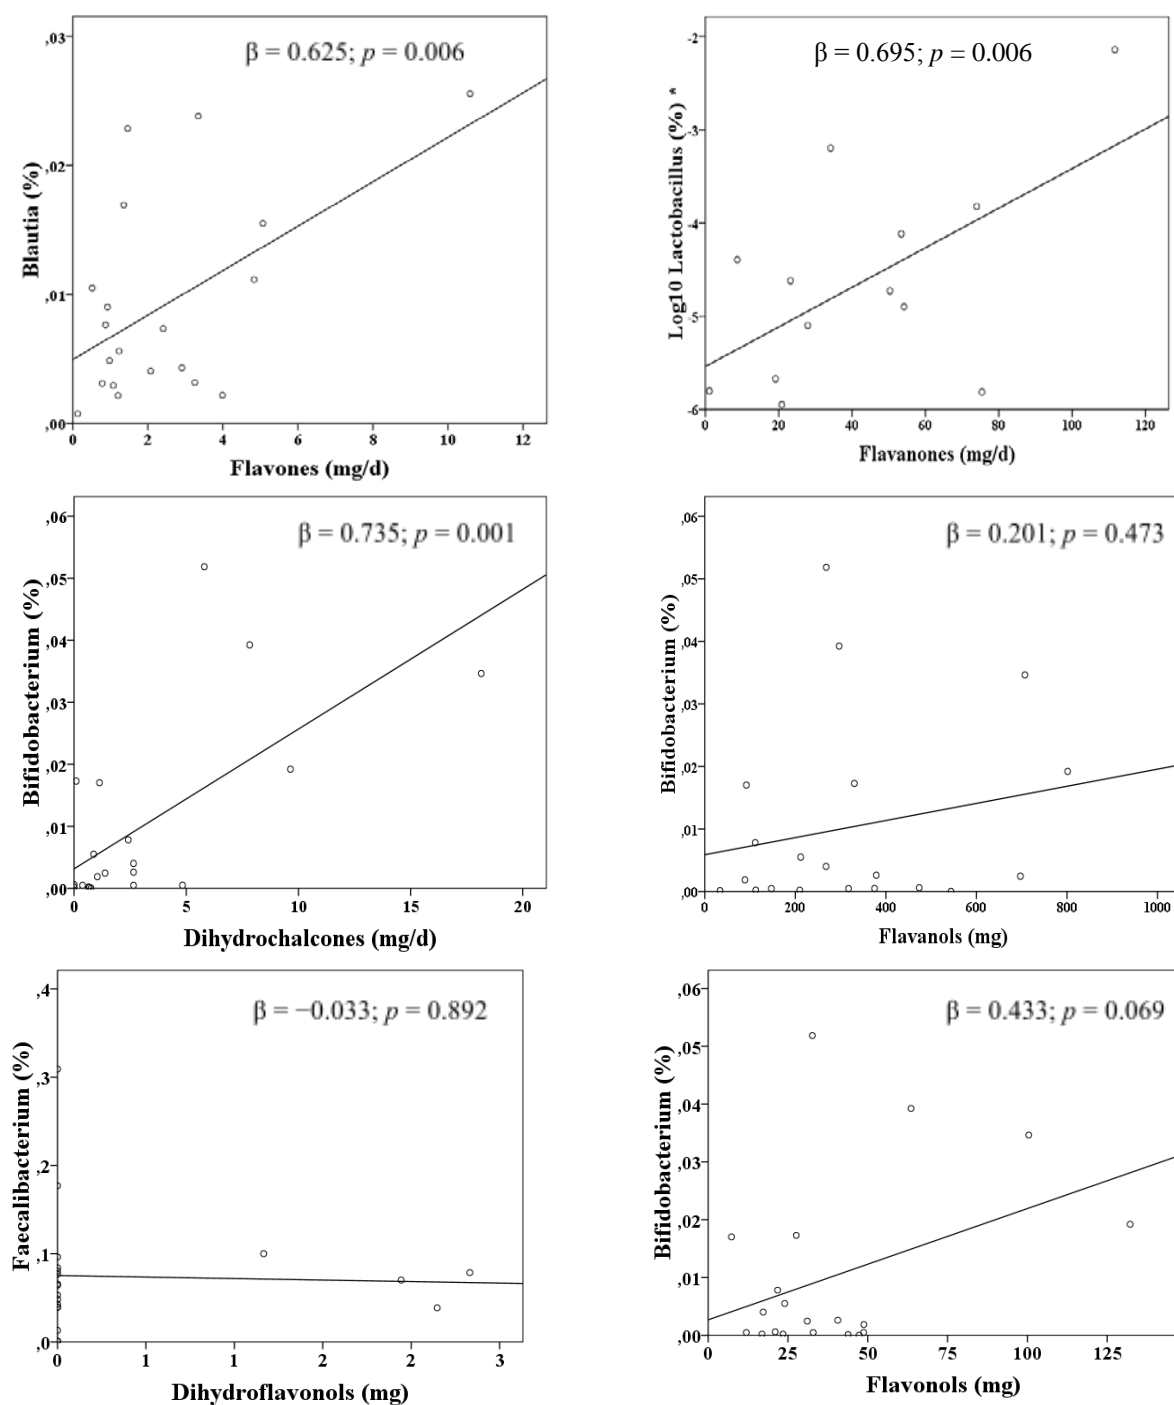 β = 0.625; p = 0.006
Blautia (%)
,03
,02
,01
,00
0 2 4 6 8 10 12
Flavones (mg/d)
β = 0.695; p = 0.006
Log10 Lactobacillus (%) *
-2
-3
-4
-5
-6
0 20 40 60 80 100 120
Flavanones (mg/d)
β = 0.735; p = 0.001
Bifidobacterium (%)
,06
,05
,04
,03
,02
,01
,00
0 5 10 15 20
Dihydrochalcones (mg/d)
β = 0.201; p = 0.473
Bifidobacterium (%)
,06
,05
,04
,03
,02
,01
,00
0 200 400 600 800 1000
Flavanols (mg)
β = −0.033; p = 0.892
Faecalibacterium (%)
,4
,3
,2
,1
,0
0 1 1 2 2 3
Dihydroflavonols (mg)
β = 0.433; p = 0.069
Bifidobacterium (%)
,06
,05
,04
,03
,02
,01
,00
0 25 50 75 100 125
Flavonols (mg)